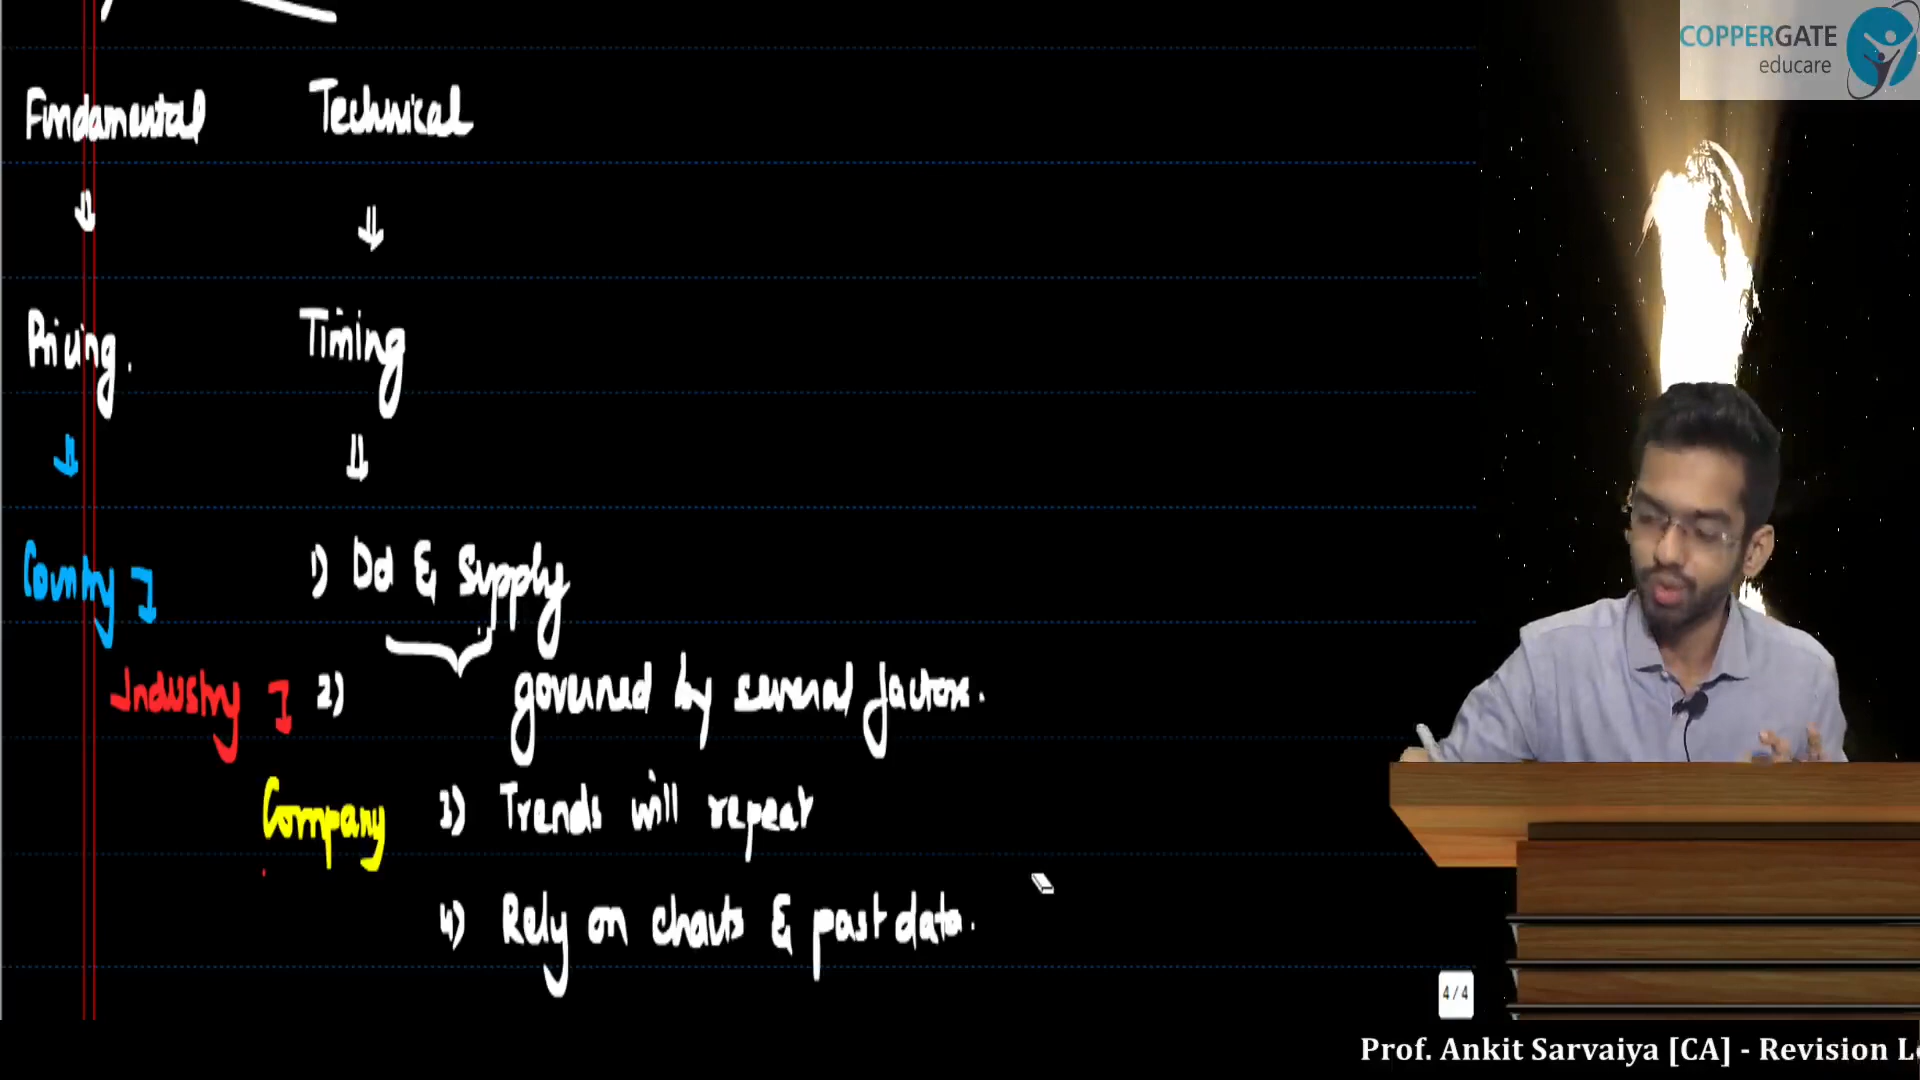 COPPERGATE
educare
Fundamental Technical
Pricing. Timing
Country I 1) Dd & Supply
Industry I 2) governed by several factors.
Company 3) Trends will repeat
4) Rely on charts & past data.
4/4
Prof. Ankit Sarvaiya [CA] - Revision L